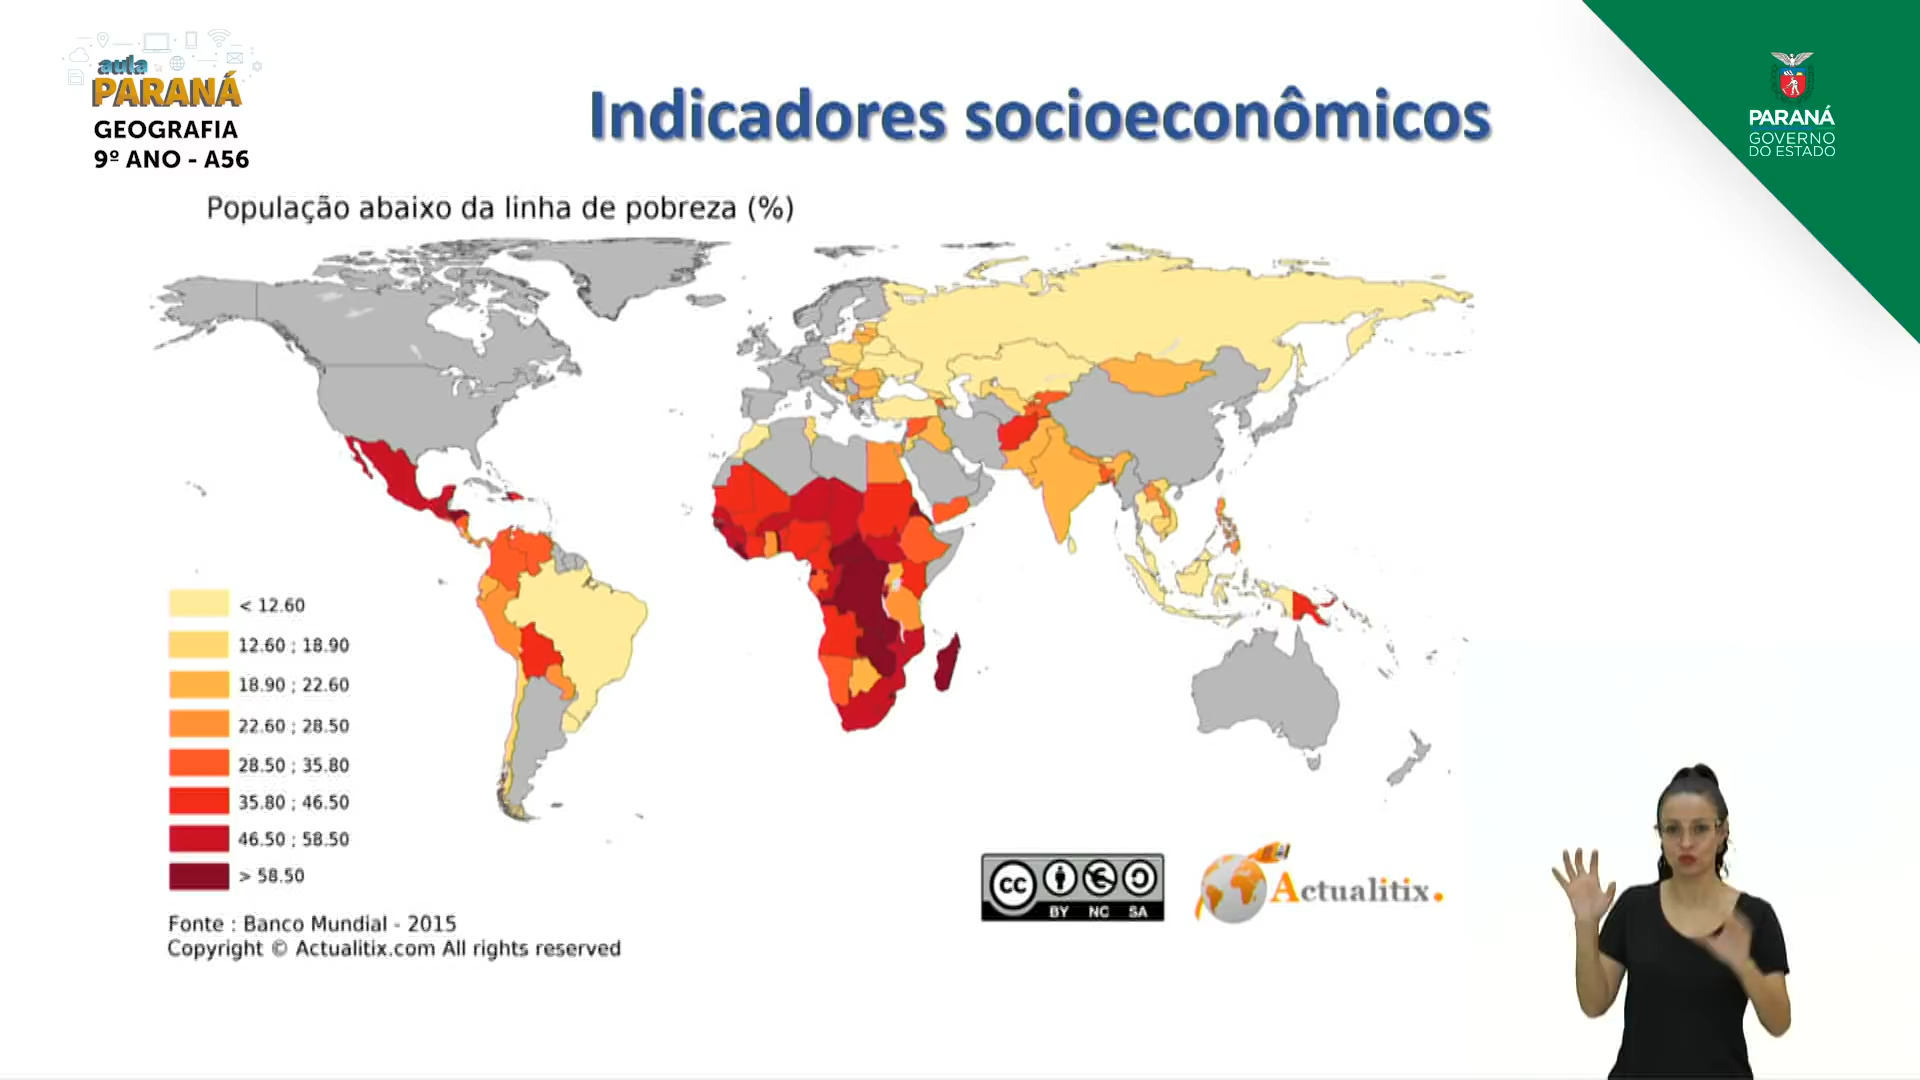 aula
PARANÁ
GEOGRAFIA
9º ANO - A56
Indicadores socioeconômicos
PARANÁ
GOVERNO
DO ESTADO
População abaixo da linha de pobreza (%)
< 12.60
12.60 ; 18.90
18.90 ; 22.60
22.60 ; 28.50
28.50 ; 35.80
35.80 ; 46.50
46.50 ; 58.50
> 58.50
Fonte : Banco Mundial - 2015
Copyright © Actualitix.com All rights reserved
cc
BY NC SA
Actualitix.